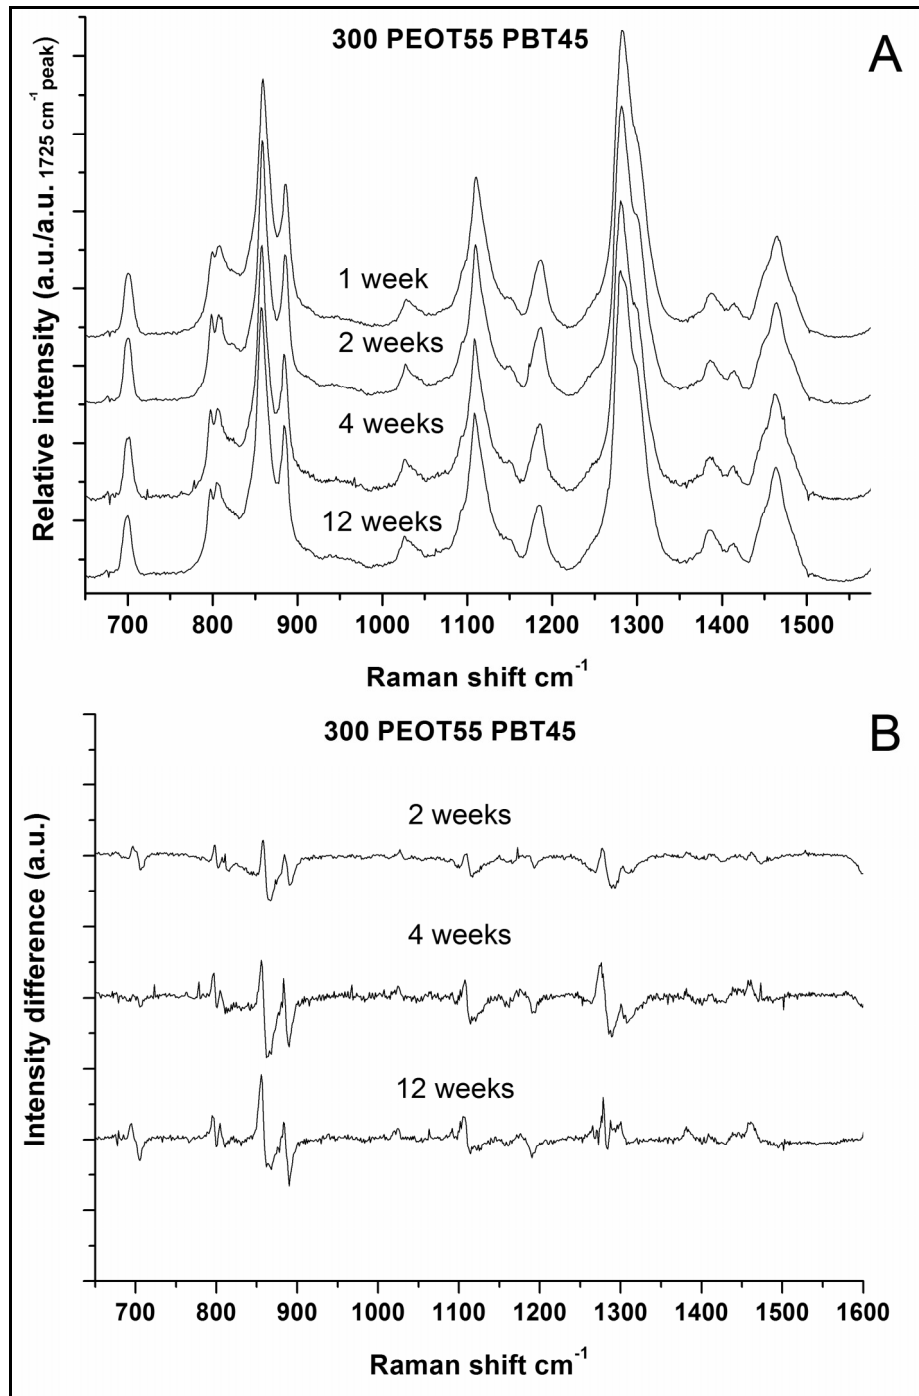 300 PEOT55 PBT45
A
Relative intensity (a.u./a.u. 1725 cm⁻¹ peak)
1 week
2 weeks
4 weeks
12 weeks
700 800 900 1000 1100 1200 1300 1400 1500
Raman shift cm⁻¹
300 PEOT55 PBT45
B
Intensity difference (a.u.)
2 weeks
4 weeks
12 weeks
700 800 900 1000 1100 1200 1300 1400 1500 1600
Raman shift cm⁻¹